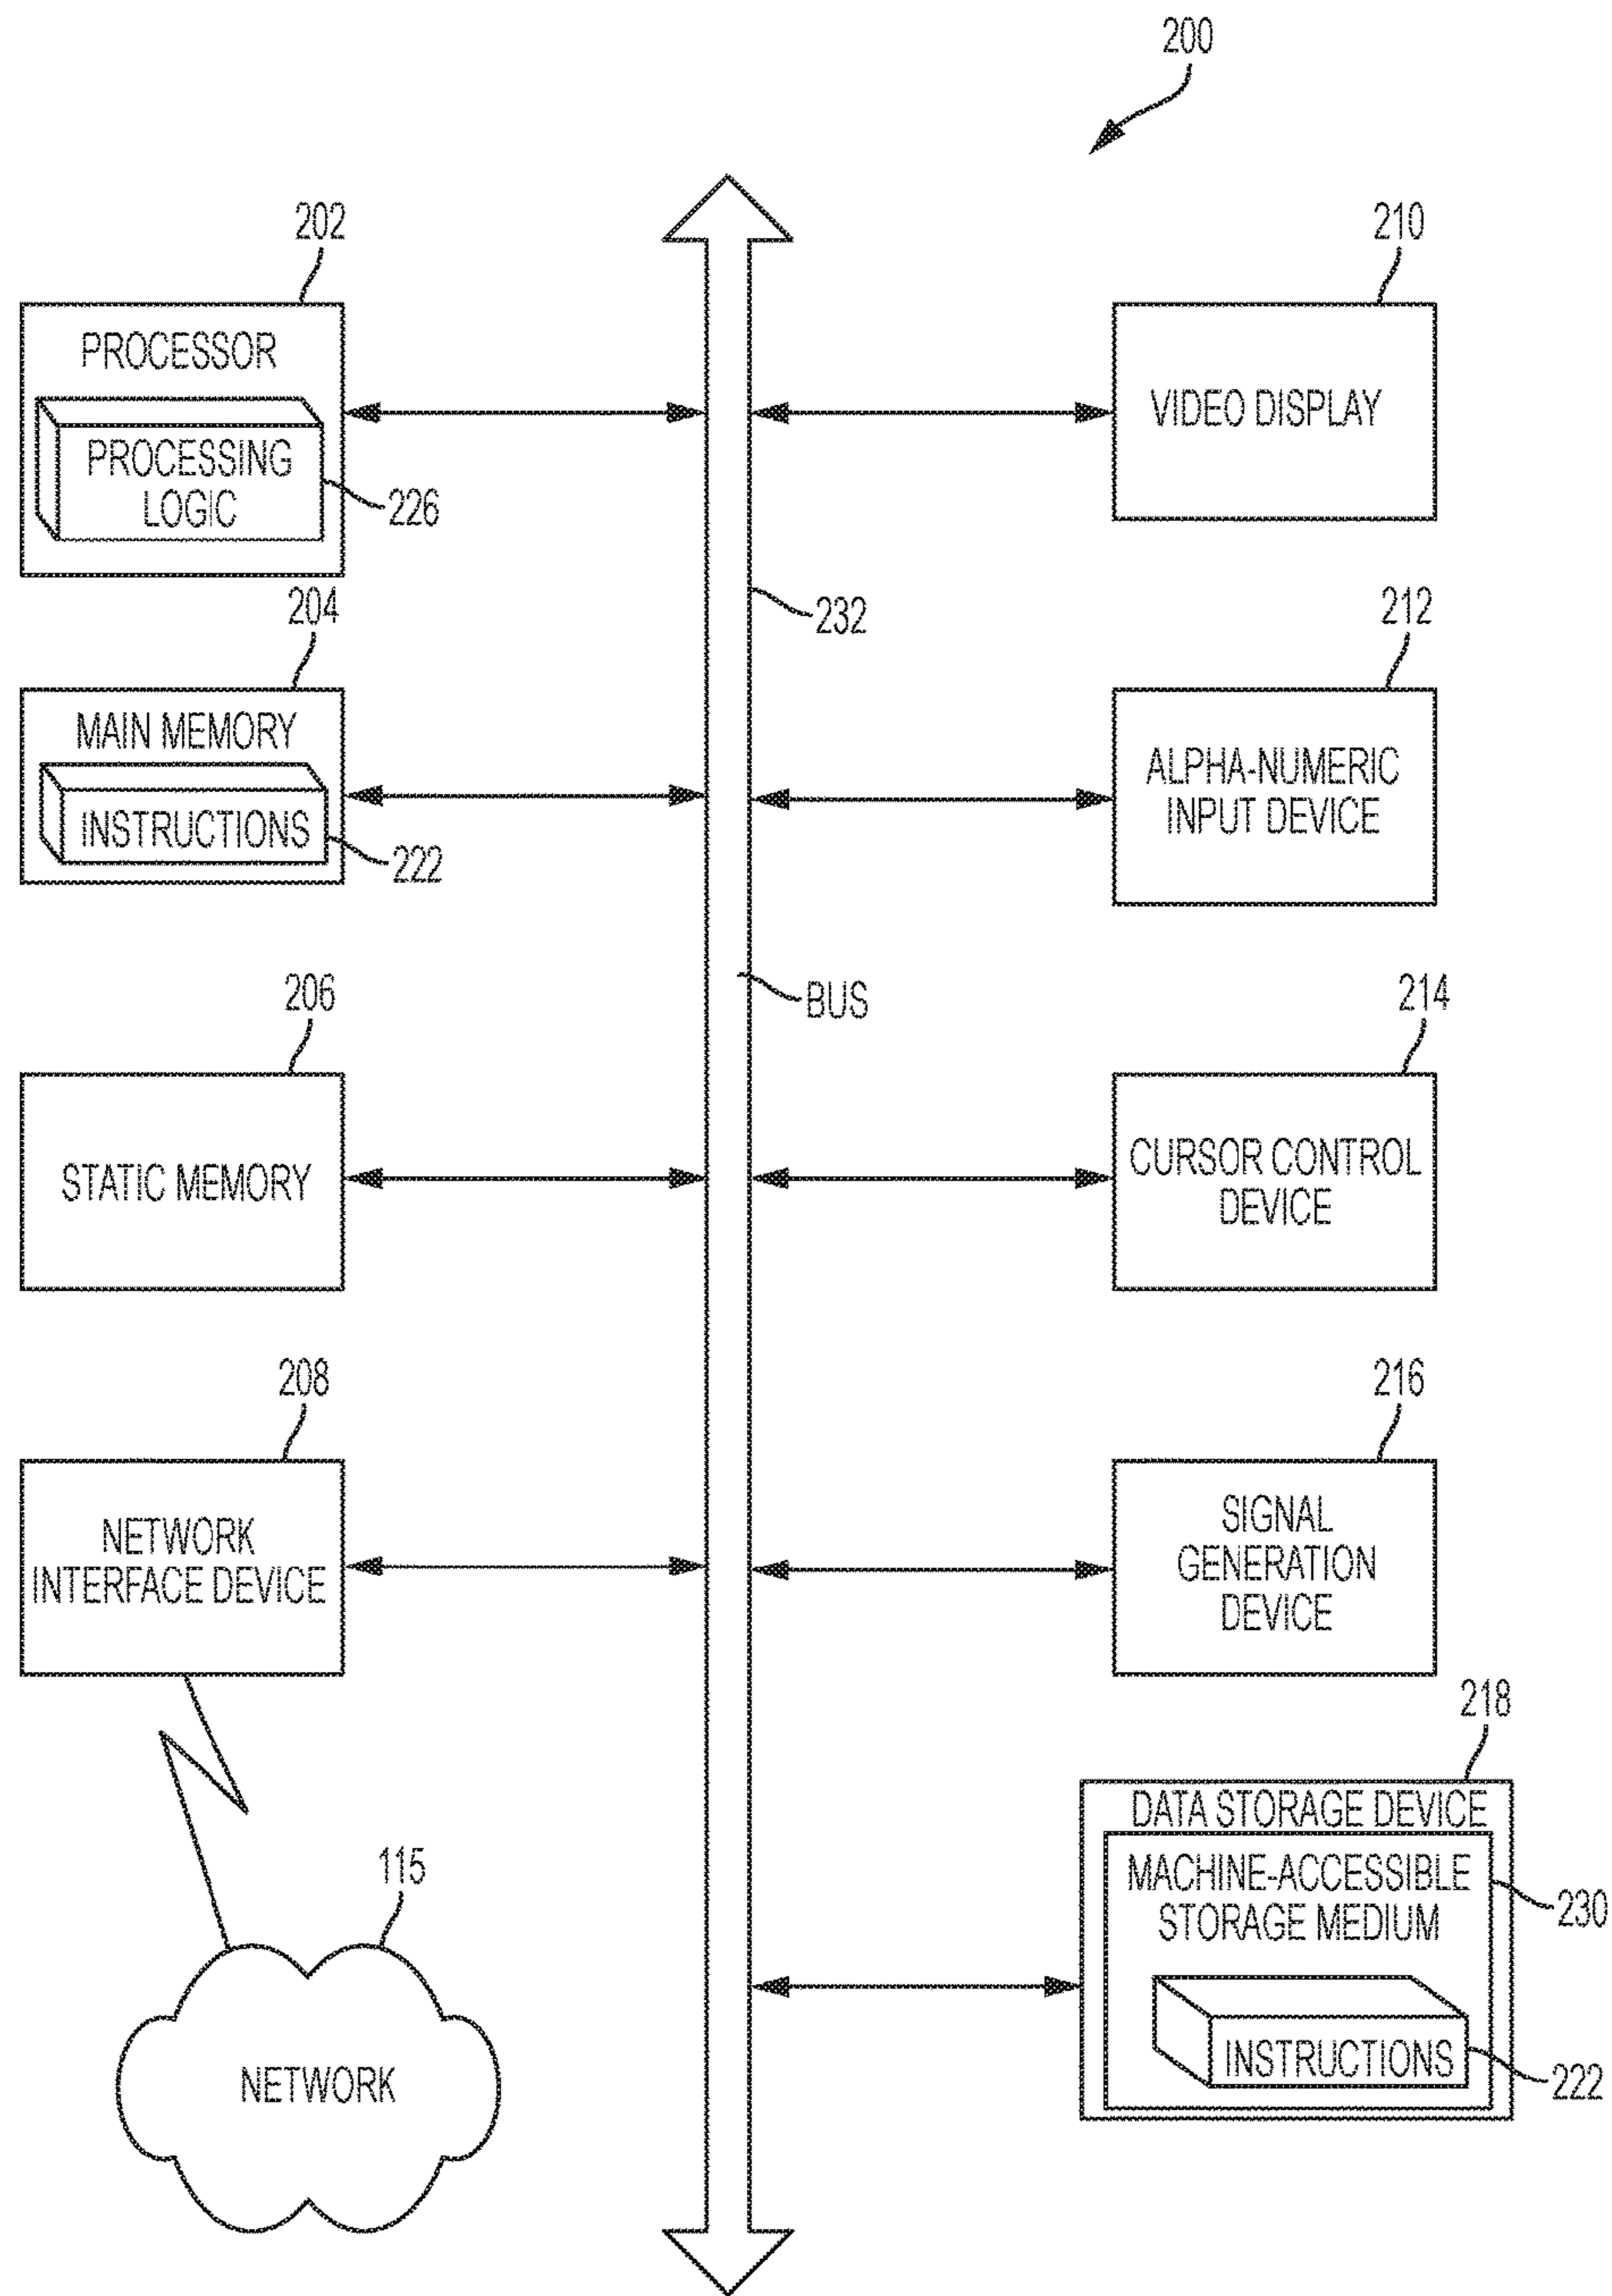 200
202
PROCESSOR
PROCESSING
LOGIC
226
210
VIDEO DISPLAY
204
MAIN MEMORY
INSTRUCTIONS
222
232
212
ALPHA-NUMERIC
INPUT DEVICE
206
STATIC MEMORY
BUS
214
CURSOR CONTROL
DEVICE
208
NETWORK
INTERFACE DEVICE
216
SIGNAL
GENERATION
DEVICE
115
NETWORK
218
DATA STORAGE DEVICE
MACHINE-ACCESSIBLE
STORAGE MEDIUM
230
INSTRUCTIONS
222